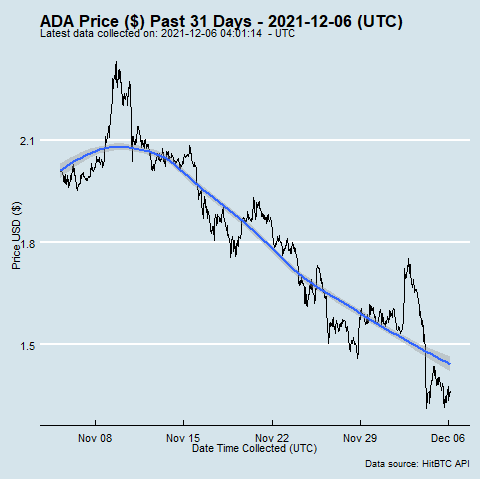 ADA Price ($) Past 31 Days - 2021-12-06 (UTC)
Latest data collected on: 2021-12-06 04:01:14 - UTC
2.1
1.8
1.5
Price USD ($)
Nov 08 Nov 15 Nov 22 Nov 29 Dec 06
Date Time Collected (UTC)
Data source: HitBTC API